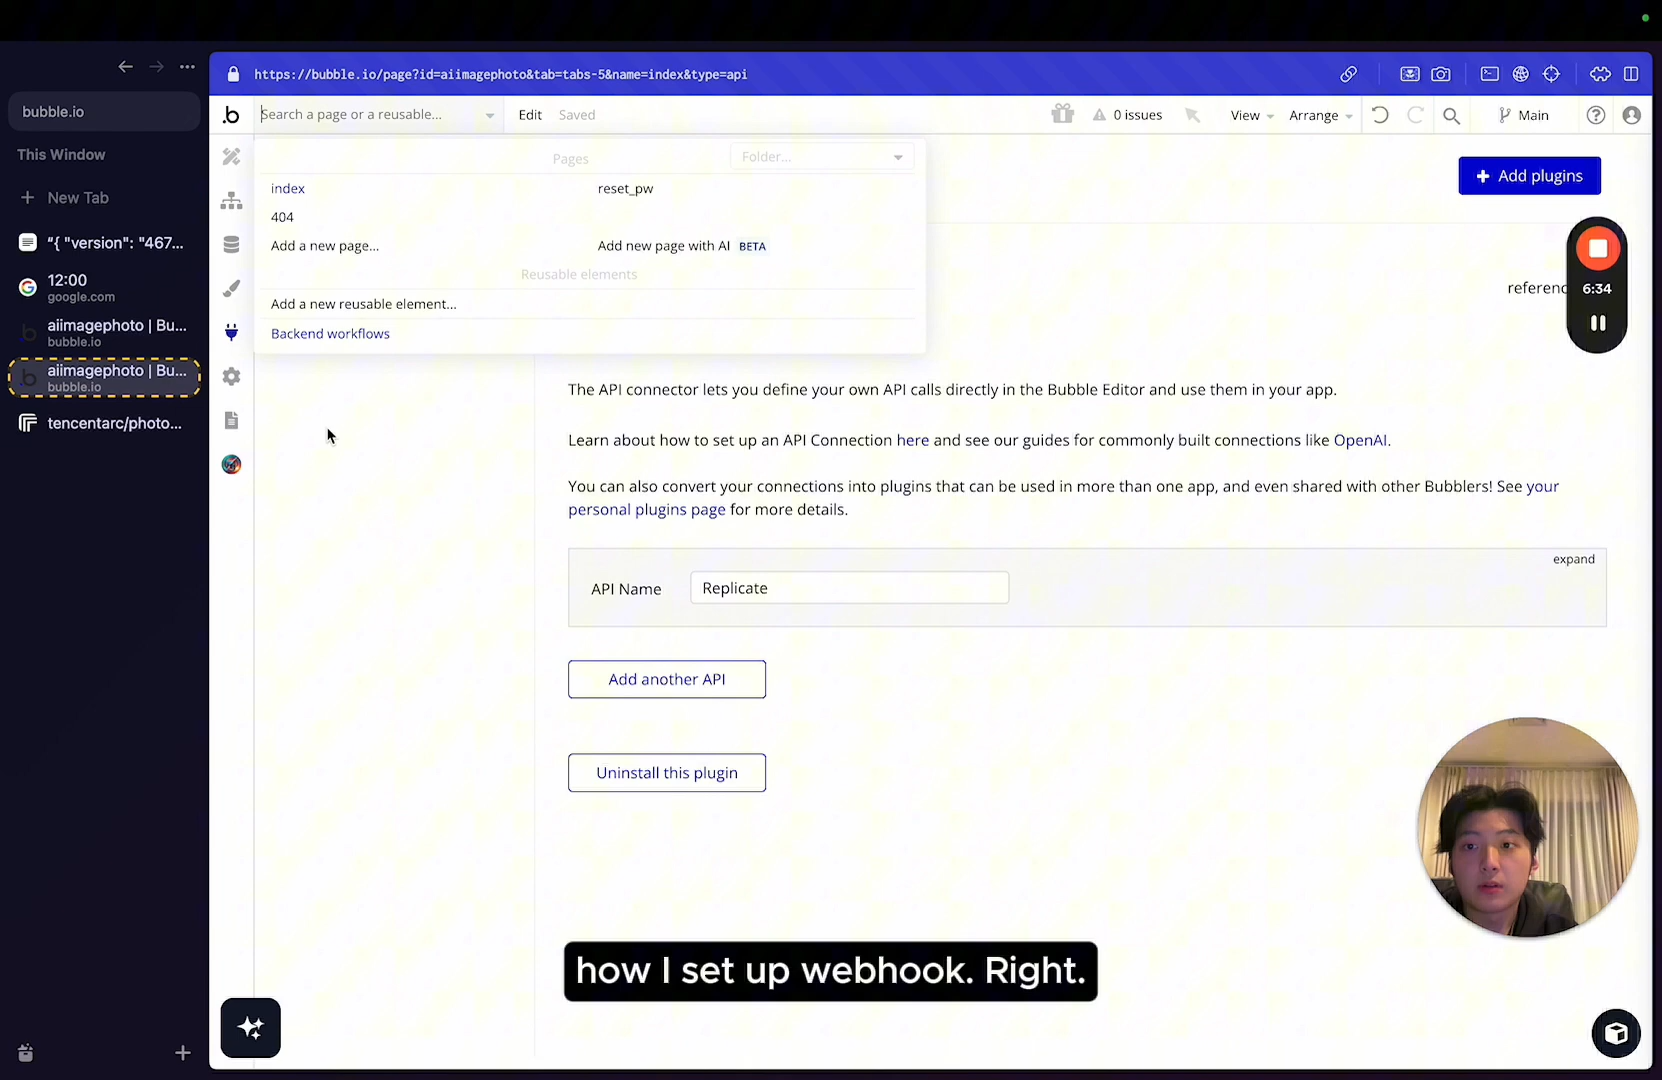 bubble.io
This Window
New Tab
"{ "version": "467...
12:00
google.com
aiimagephoto | Bu...
bubble.io
aiimagephoto | Bu...
bubble.io
tencentarc/photo...
https://bubble.io/page?id=aiimagephoto&tab=tabs-5&name=index&type=api
Search a page or a reusable...
Edit
Saved
0 issues
View
Arrange
Main
Pages
Folder...
index
reset_pw
404
Add a new page...
Add new page with AI BETA
Reusable elements
Add a new reusable element...
Backend workflows
Add plugins
referenc
6:34
The API connector lets you define your own API calls directly in the Bubble Editor and use them in your app.
Learn about how to set up an API Connection here and see our guides for commonly built connections like OpenAI.
You can also convert your connections into plugins that can be used in more than one app, and even shared with other Bubblers! See your
personal plugins page for more details.
expand
API Name
Replicate
Add another API
Uninstall this plugin
how I set up webhook. Right.